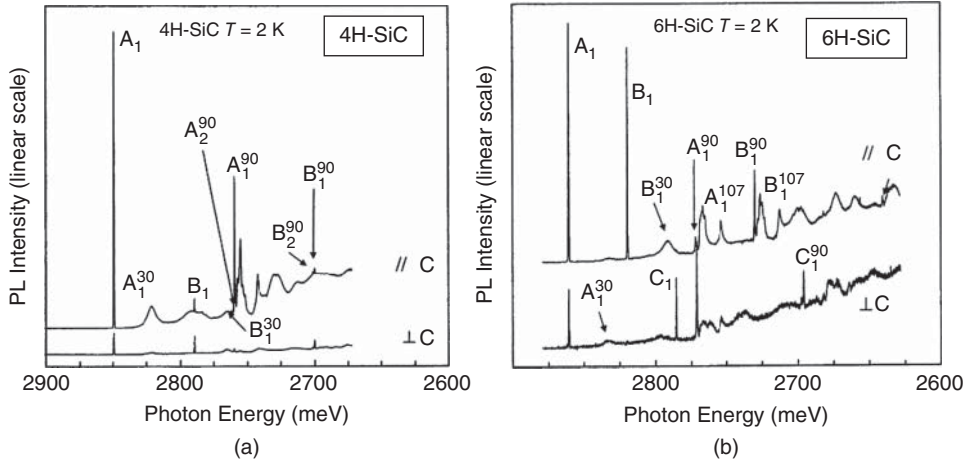 4H-SiC T = 2 K
4H-SiC
A₁
A₂⁹⁰
A₁⁹⁰
B₁⁹⁰
B₂⁹⁰
A₁³⁰
B₁
B₁³⁰
// C
⊥C
PL Intensity (linear scale)
2900 2800 2700 2600
Photon Energy (meV)
(a)
6H-SiC T = 2 K
6H-SiC
A₁
B₁
A₁⁹⁰
B₁⁹⁰
// C
B₁³⁰
A₁¹⁰⁷
B₁¹⁰⁷
C₁
C₁⁹⁰
A₁³⁰
⊥C
PL Intensity (linear scale)
2800 2700 2600
Photon Energy (meV)
(b)